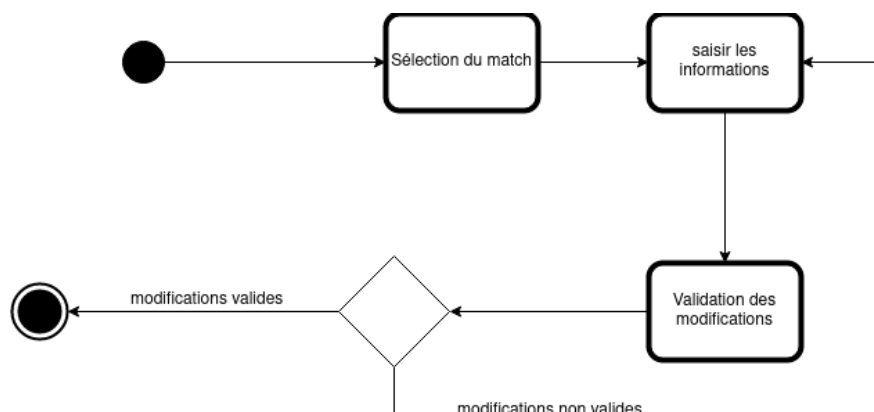 Sélection du match
saisir les
informations
modifications valides
Validation des
modifications
modifications non valides